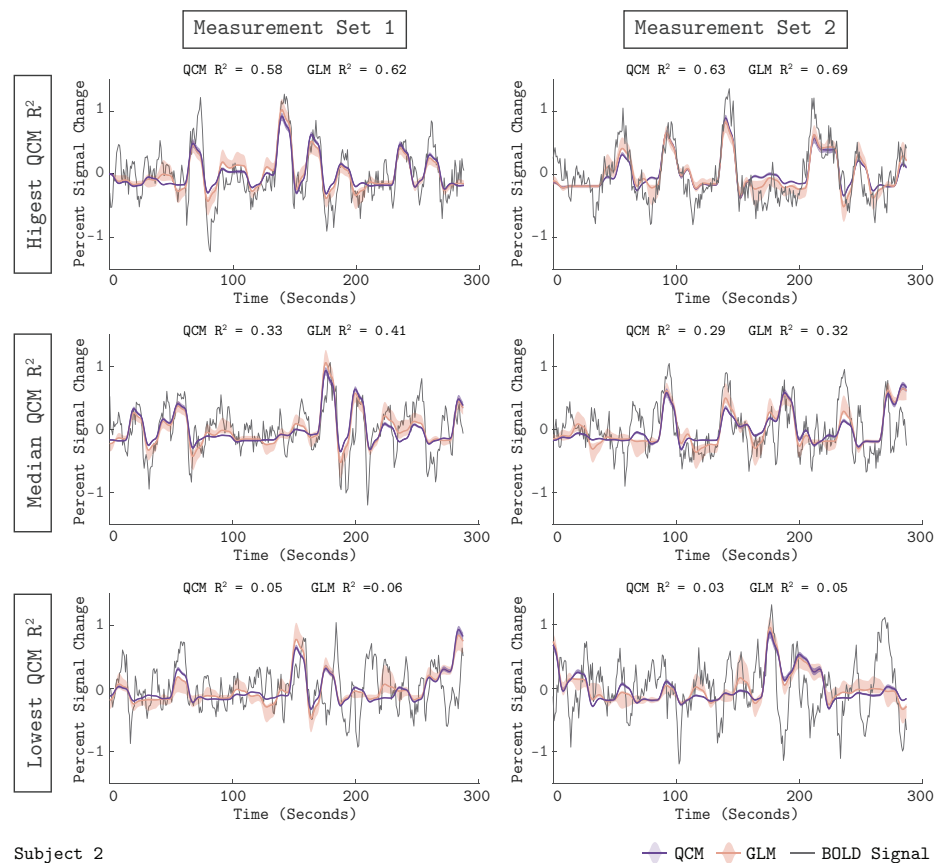 Measurement Set 1
Measurement Set 2
Higest QCM R²
QCM R² = 0.58 GLM R² = 0.62
Percent Signal Change
1
0
-1
0 100 200 300
Time (Seconds)
QCM R² = 0.63 GLM R² = 0.69
Percent Signal Change
1
0
-1
0 100 200 300
Time (Seconds)
Median QCM R²
QCM R² = 0.33 GLM R² = 0.41
Percent Signal Change
1
0
-1
0 100 200 300
Time (Seconds)
QCM R² = 0.29 GLM R² = 0.32
Percent Signal Change
1
0
-1
0 100 200 300
Time (Seconds)
Lowest QCM R²
QCM R² = 0.05 GLM R² =0.06
Percent Signal Change
1
0
-1
0 100 200 300
Time (Seconds)
QCM R² = 0.03 GLM R² = 0.05
Percent Signal Change
1
0
-1
0 100 200 300
Time (Seconds)
Subject 2
QCM GLM BOLD Signal